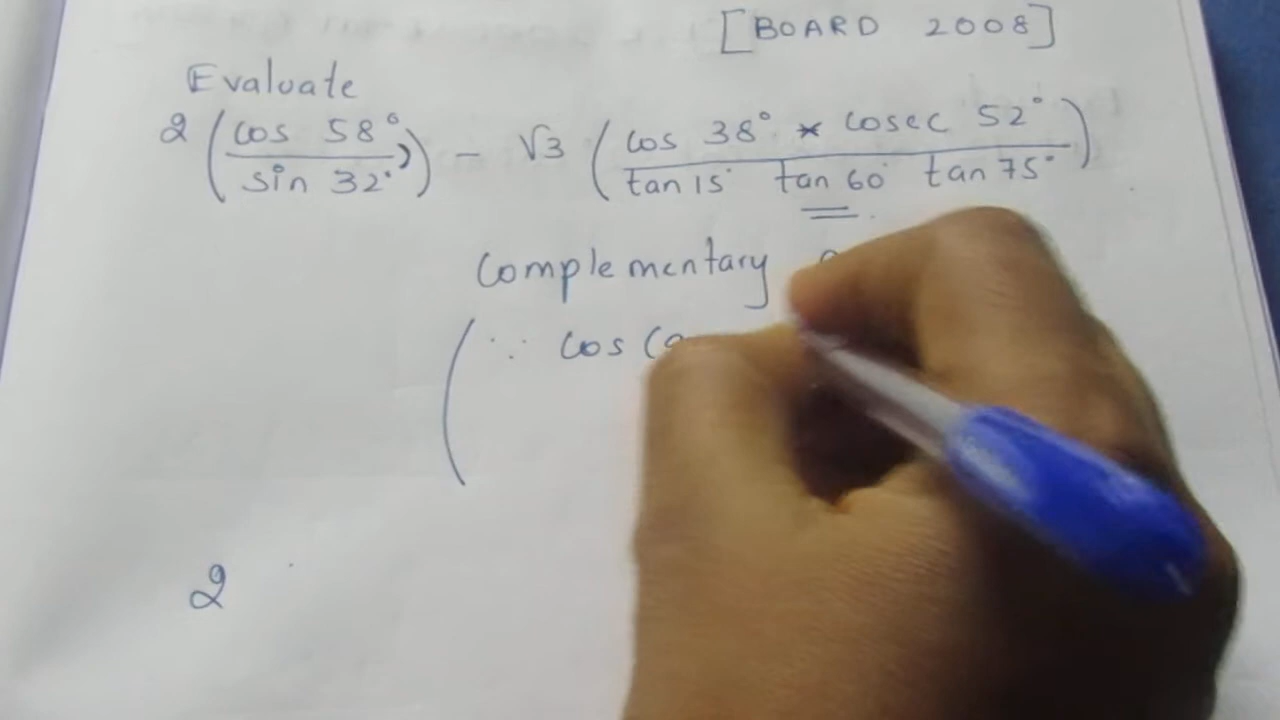 [BOARD 2008]
Evaluate
2 (cos 58° / sin 32°) - √3 (cos 38° * cosec 52° / tan 15° tan 60° tan 75°)
Complementary
(∵ cos (
2